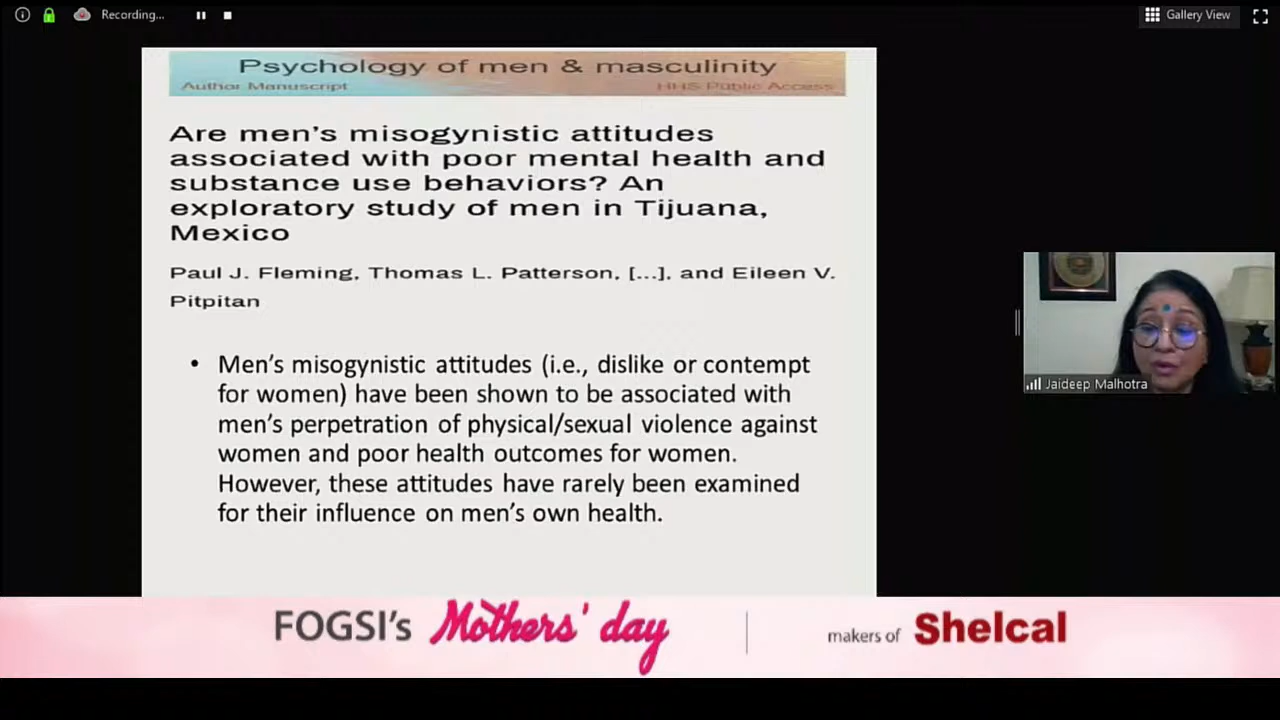 Recording...
Gallery View
Psychology of men & masculinity
Author Manuscript
HHS Public Access
Are men's misogynistic attitudes
associated with poor mental health and
substance use behaviors? An
exploratory study of men in Tijuana,
Mexico
Paul J. Fleming, Thomas L. Patterson, [...], and Eileen V.
Pitpitan
• Men's misogynistic attitudes (i.e., dislike or contempt
for women) have been shown to be associated with
men's perpetration of physical/sexual violence against
women and poor health outcomes for women.
However, these attitudes have rarely been examined
for their influence on men's own health.
Jaideep Malhotra
FOGSI's Mothers' day
makers of Shelcal